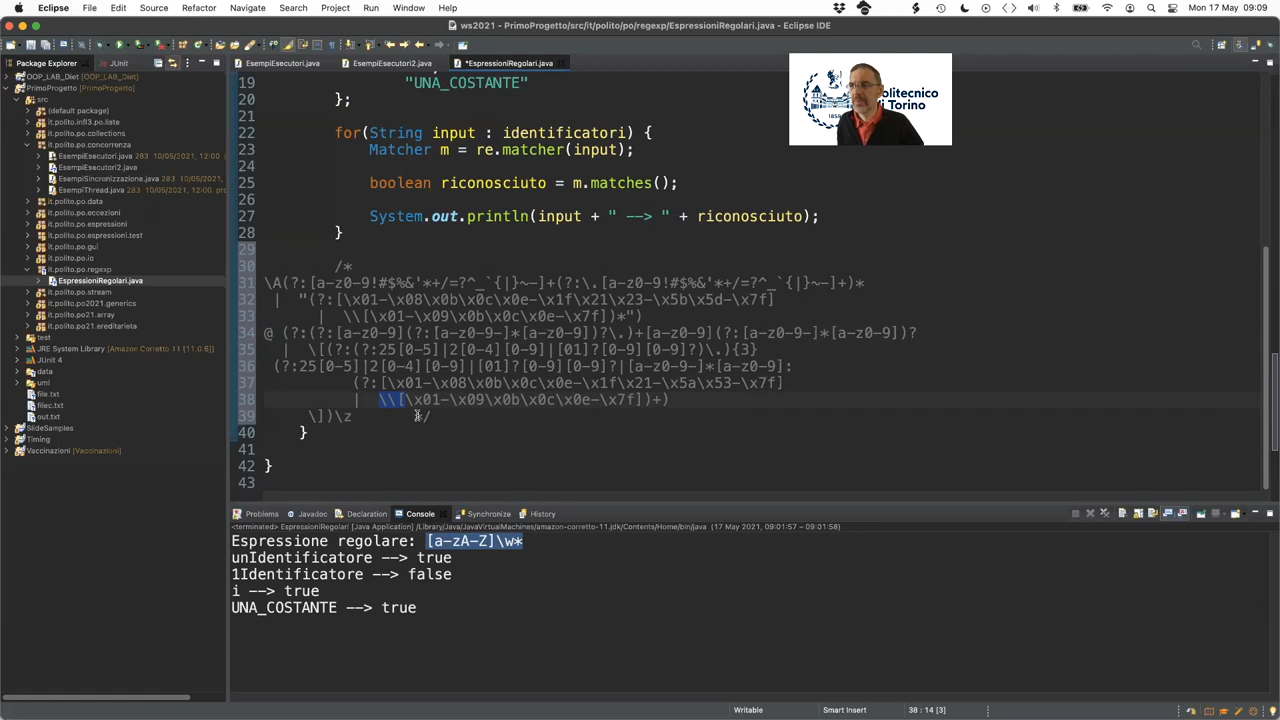 Eclipse File Edit Source Refactor Navigate Search Project Run Window Help Mon 17 May 09:09
ws2021 - PrimoProgetto/src/it/polito/po/regexp/EspressioniRegolari.java - Eclipse IDE
Package Explorer JUnit
OOP_LAB_Diet [OOP_LAB_Diet]
PrimoProgetto
src
(default package)
it.polito.infl3.po.liste
it.polito.po.collections
it.polito.po.concorrenza
EsempiEsecutori.java 283 10/05/2021, 12:00
EsempiEsecutori2.java
EsempiSincronizzazione.java 283 10/05/2021,
EsempiThread.java 283 10/05/2021, 12:00
it.polito.po.data
it.polito.po.eccezioni
it.polito.po.espressioni
it.polito.po.espressioni.test
it.polito.po.gui
it.polito.po.io
it.polito.po.regexp
EspressioniRegolari.java
it.polito.po.stream
it.polito.po2021.generics
it.polito.po21.array
it.polito.po21.ereditarieta
test
JRE System Library [Amazon Corretto 11 [11.0.6]]
JUnit 4
data
uml
file.txt
filec.txt
out.txt
SlideSamples
Timing
Vaccinazioni [Vaccinazioni]
EsempiEsecutori.java EsempiEsecutori2.java *EspressioniRegolari.java
19 "UNA_COSTANTE"
20 };
21
22 for(String input : identificatori) {
23 Matcher m = re.matcher(input);
24
25 boolean riconosciuto = m.matches();
26
27 System.out.println(input + " --> " + riconosciuto);
28 }
29
30 /*
31 \A(?:[a-z0-9!#$%&'*+/=?^_`{|}~-]+(?:\.[a-z0-9!#$%&'*+/=?^_`{|}~-]+)*
32 | "(?:[\x01-\x08\x0b\x0c\x0e-\x1f\x21\x23-\x5b\x5d-\x7f]
33 | \\[\x01-\x09\x0b\x0c\x0e-\x7f])*")
34 @ (?:(?:[a-z0-9](?:[a-z0-9-]*[a-z0-9])?\.)+[a-z0-9](?:[a-z0-9-]*[a-z0-9])?
35 | \[(?:(?:25[0-5]|2[0-4][0-9]|[01]?[0-9][0-9]?)\.){3}
36 (?:25[0-5]|2[0-4][0-9]|[01]?[0-9][0-9]?|[a-z0-9-]*[a-z0-9]:
37 (?:[\x01-\x08\x0b\x0c\x0e-\x1f\x21-\x5a\x53-\x7f]
38 | \\[\x01-\x09\x0b\x0c\x0e-\x7f])+)
39 \])\z */
40 }
41
42 }
43
Politecnico
di Torino
1859
Problems Javadoc Declaration Console Synchronize History
<terminated> EspressioniRegolari [Java Application] /Library/Java/JavaVirtualMachines/amazon-corretto-11.jdk/Contents/Home/bin/java (17 May 2021, 09:01:57 – 09:01:58)
Espressione regolare: [a-zA-Z]\w*
unIdentificatore --> true
1Identificatore --> false
i --> true
UNA_COSTANTE --> true
Writable Smart Insert 38 : 14 [3]